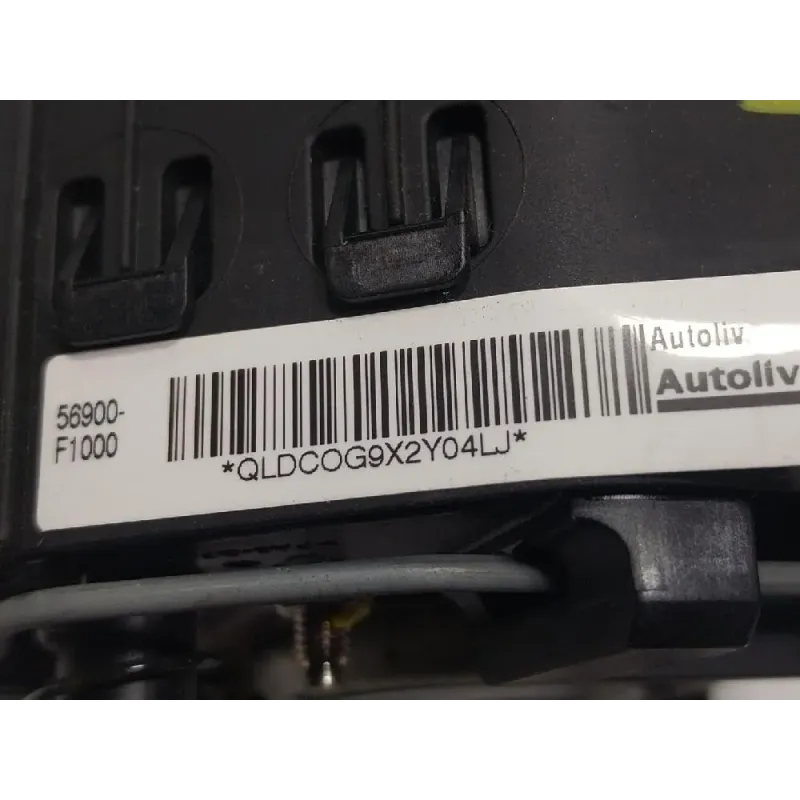 56900-
F1000
*QLDCOG9X2Y04LJ*
Autoliv
Autoliv